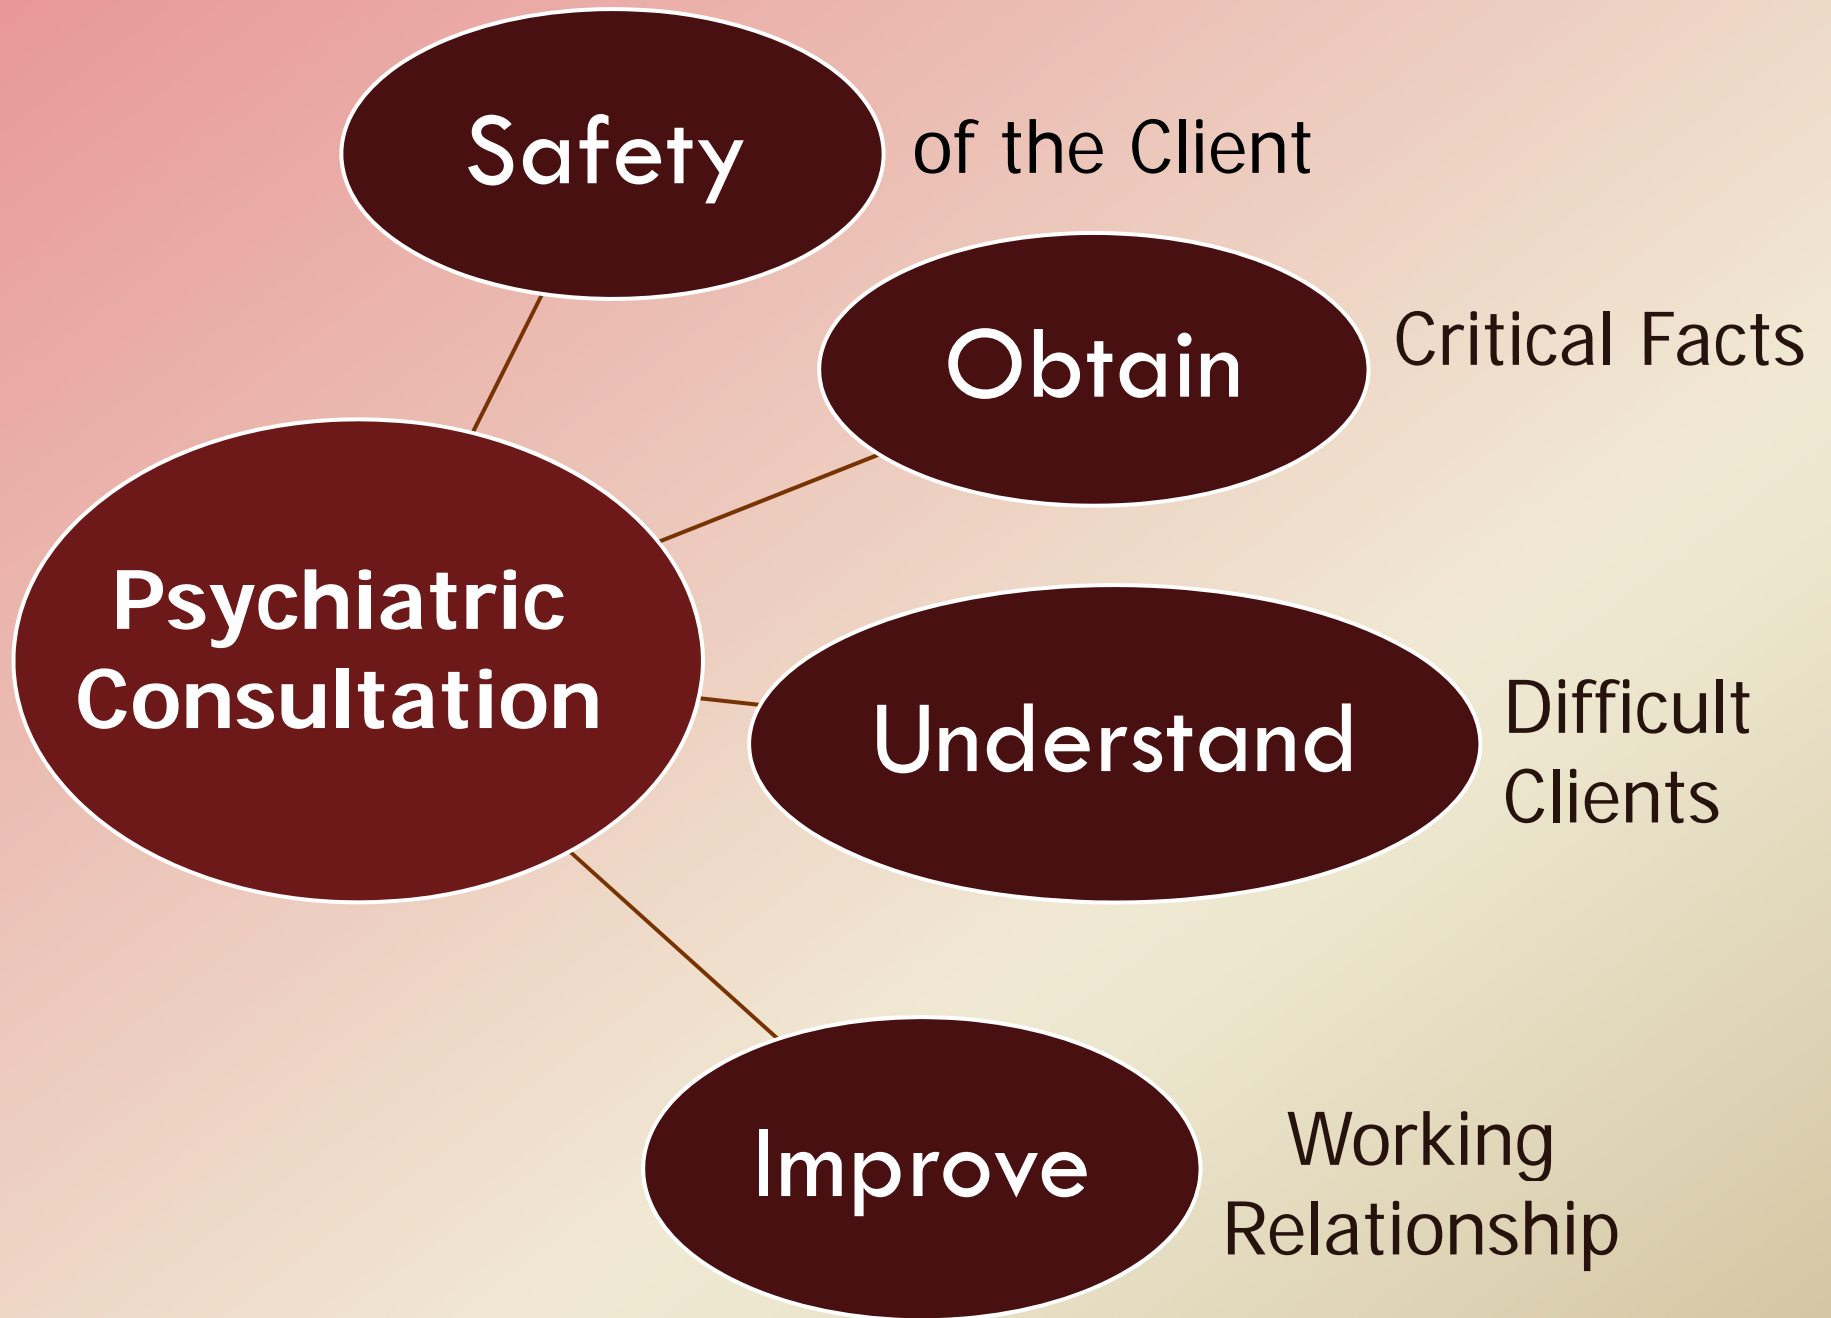 Safety
of the Client
Obtain
Critical Facts
Psychiatric
Consultation
Understand
Difficult
Clients
Improve
Working
Relationship